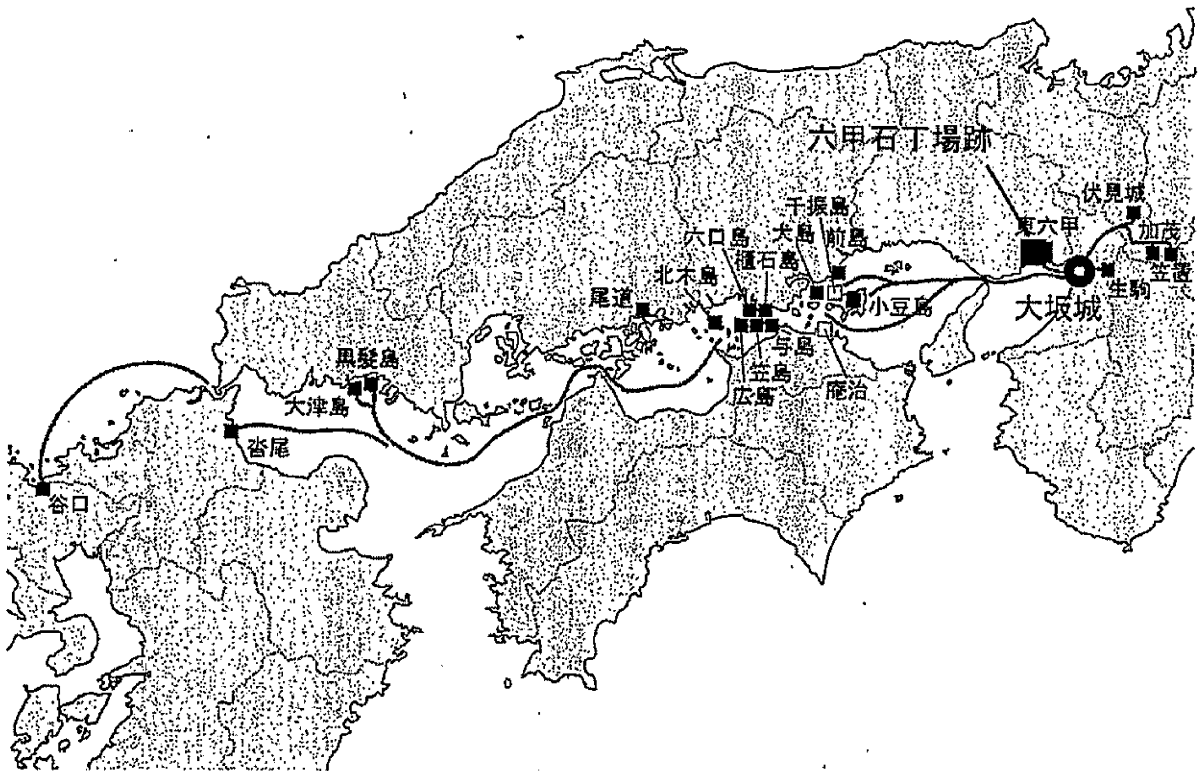 六甲石丁場跡
伏見城
東六甲
加茂
笠置
生駒
大坂城
千振島
犬島
前島
六口島
櫃石島
北木島
尾道
小豆島
与島
笠島
広島
庵治
黒髪島
大津島
沓尾
谷口